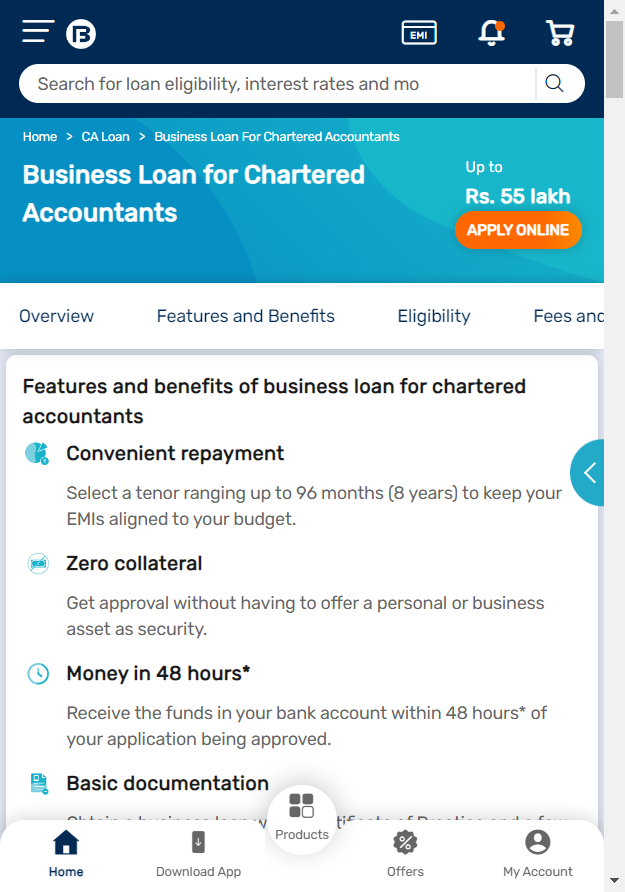 EMI
Search for loan eligibility, interest rates and mo
Home > CA Loan > Business Loan For Chartered Accountants
Business Loan for Chartered
Accountants
Up to
Rs. 55 lakh
APPLY ONLINE
Overview Features and Benefits Eligibility Fees and
Features and benefits of business loan for chartered
accountants
Convenient repayment
Select a tenor ranging up to 96 months (8 years) to keep your
EMIs aligned to your budget.
Zero collateral
Get approval without having to offer a personal or business
asset as security.
Money in 48 hours*
Receive the funds in your bank account within 48 hours* of
your application being approved.
Basic documentation
Home Download App Products Offers My Account